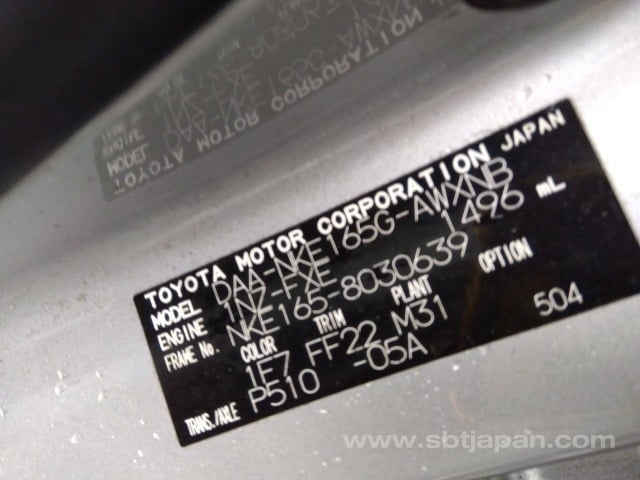 TOYOTA MOTOR CORPORATION JAPAN
MODEL DAA-NKE165G-AWXNB
ENGINE 1NZ-FXE 1496 mL
FRAME No. NKE165-8030639
COLOR TRIM PLANT OPTION
1F7 FF22 M31 504
TRANS./AXLE P510 -05A
www.sbtjapan.com